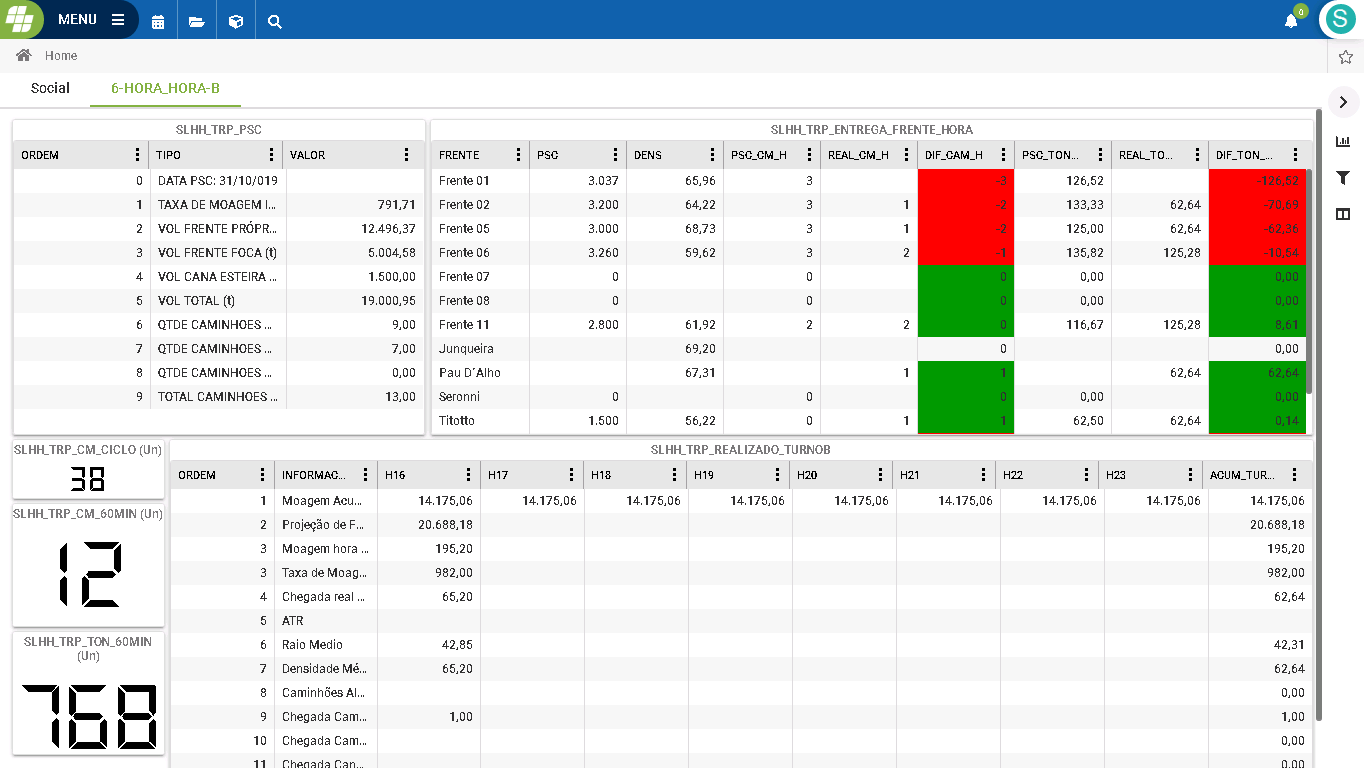 MENU
0
S
Home
Social 6-HORA_HORA-B
SLHH_TRP_PSC
ORDEM TIPO VALOR
0 DATA PSC: 31/10/019
1 TAXA DE MOAGEM I... 791,71
2 VOL FRENTE PRÓPR... 12.496,37
3 VOL FRENTE FOCA (t) 5.004,58
4 VOL CANA ESTEIRA ... 1.500,00
5 VOL TOTAL (t) 19.000,95
6 QTDE CAMINHOES ... 9,00
7 QTDE CAMINHOES ... 7,00
8 QTDE CAMINHOES ... 0,00
9 TOTAL CAMINHOES ... 13,00
SLHH_TRP_ENTREGA_FRENTE_HORA
FRENTE PSC DENS PSC_CM_H REAL_CM_H DIF_CAM_H PSC_TON... REAL_TO... DIF_TON_...
Frente 01 3.037 65,96 3 -3 126,52 -126,52
Frente 02 3.200 64,22 3 1 -2 133,33 62,64 -70,69
Frente 05 3.000 68,73 3 1 -2 125,00 62,64 -62,36
Frente 06 3.260 59,62 3 2 -1 135,82 125,28 -10,54
Frente 07 0 0 0 0,00 0,00
Frente 08 0 0 0 0,00 0,00
Frente 11 2.800 61,92 2 2 0 116,67 125,28 8,61
Junqueira 69,20 0 0,00
Pau D´Alho 67,31 1 1 62,64 62,64
Seronni 0 0 0 0,00 0,00
Titotto 1.500 56,22 0 1 1 62,50 62,64 0,14
SLHH_TRP_CM_CICLO (Un)
38
SLHH_TRP_CM_60MIN (Un)
12
SLHH_TRP_TON_60MIN
(Un)
768
SLHH_TRP_REALIZADO_TURNOB
ORDEM INFORMAC... H16 H17 H18 H19 H20 H21 H22 H23 ACUM_TUR...
1 Moagem Acu... 14.175,06 14.175,06 14.175,06 14.175,06 14.175,06 14.175,06 14.175,06 14.175,06 14.175,06
2 Projeção de F... 20.688,18 20.688,18
3 Moagem hora ... 195,20 195,20
3 Taxa de Moag... 982,00 982,00
4 Chegada real ... 65,20 62,64
5 ATR
6 Raio Medio 42,85 42,31
7 Densidade Mé... 65,20 62,64
8 Caminhões Al... 0,00
9 Chegada Cam... 1,00 1,00
10 Chegada Cam... 0,00
11 Chegada Can... 0,00